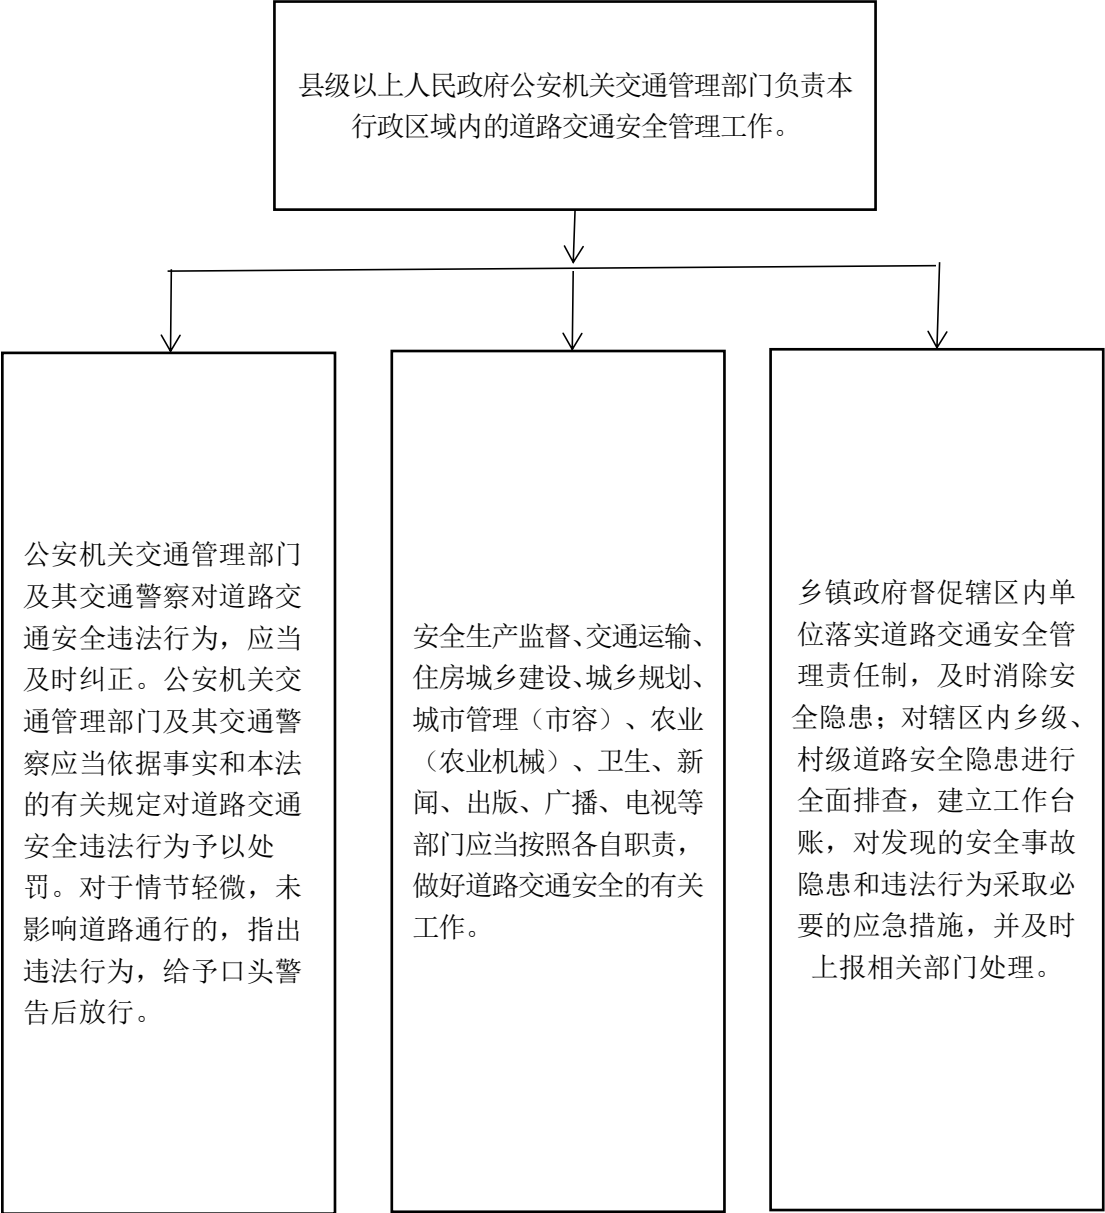 县级以上人民政府公安机关交通管理部门负责本
行政区域内的道路交通安全管理工作。
公安机关交通管理部门
及其交通警察对道路交
通安全违法行为，应当
及时纠正。公安机关交
通管理部门及其交通警
察应当依据事实和本法
的有关规定对道路交通
安全违法行为予以处
罚。对于情节轻微，未
影响道路通行的，指出
违法行为，给予口头警
告后放行。
安全生产监督、交通运输、
住房城乡建设、城乡规划、
城市管理（市容）、农业
（农业机械）、卫生、新
闻、出版、广播、电视等
部门应当按照各自职责，
做好道路交通安全的有关
工作。
乡镇政府督促辖区内单
位落实道路交通安全管
理责任制，及时消除安
全隐患；对辖区内乡级、
村级道路安全隐患进行
全面排查，建立工作台
账，对发现的安全事故
隐患和违法行为采取必
要的应急措施，并及时
上报相关部门处理。